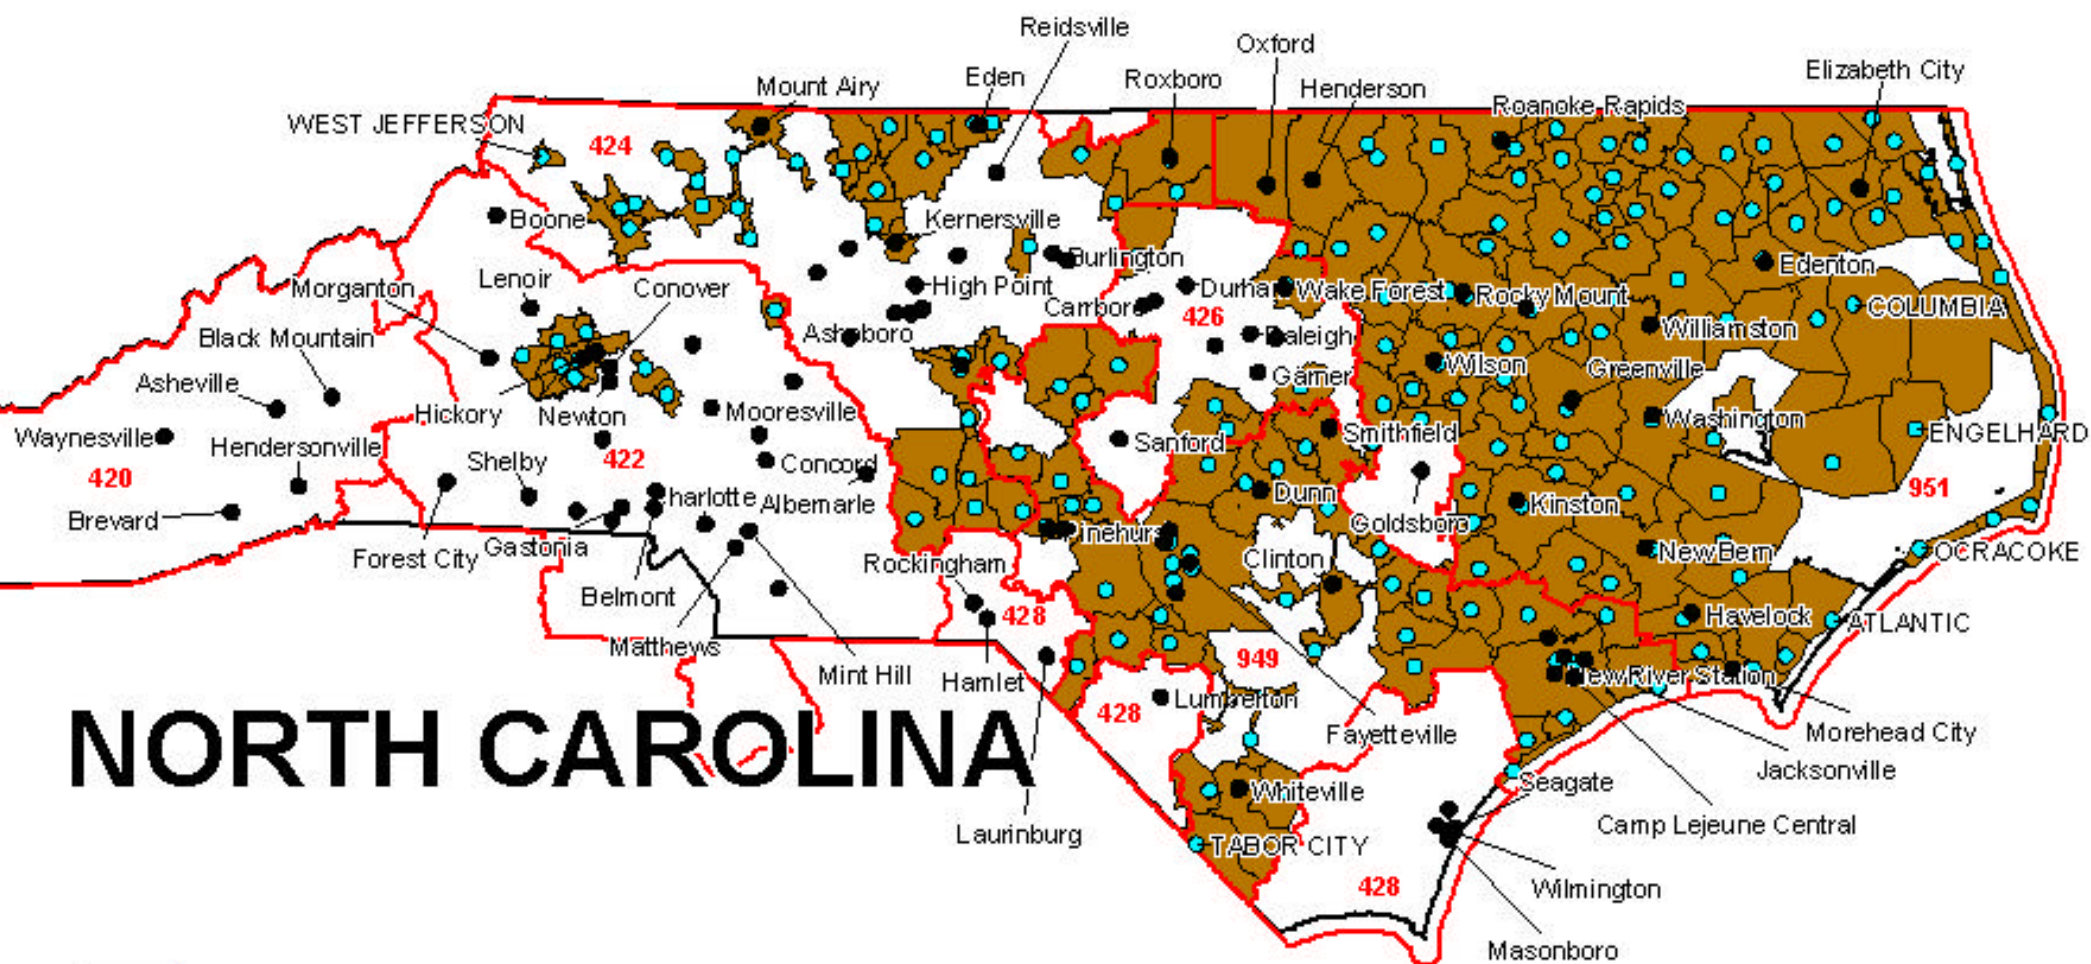 Reidsville
Oxford
Mount Airy
Eden
Roxboro
Henderson
Elizabeth City
Roanoke Rapids
WEST JEFFERSON
424
Boone
Kernersville
Burlington
Edenton
Morganton
Lenoir
Conover
High Point
Durham
Wake Forest
Rocky Mount
COLUMBIA
Carrboro
426
Black Mountain
Asheboro
Raleigh
Williamston
Wilson
Greenville
Asheville
Garner
Hickory
Newton
Mooresville
Washington
Waynesville
Hendersonville
Sanford
Smithfield
ENGELHARD
420
Shelby
422
Concord
951
Brevard
Charlotte
Albemarle
Dunn
Goldsboro
Kinston
Forest City
Gastonia
Pinehurst
Clinton
New Bern
OCRACOKE
Rockingham
Belmont
428
Havelock
ATLANTIC
Matthews
949
Mint Hill
Hamlet
New River Station
428
Lumberton
NORTH CAROLINA
Fayetteville
Morehead City
Jacksonville
Seagate
Whiteville
Laurinburg
Camp Lejeune Central
TABOR CITY
428
Wilmington
Masonboro